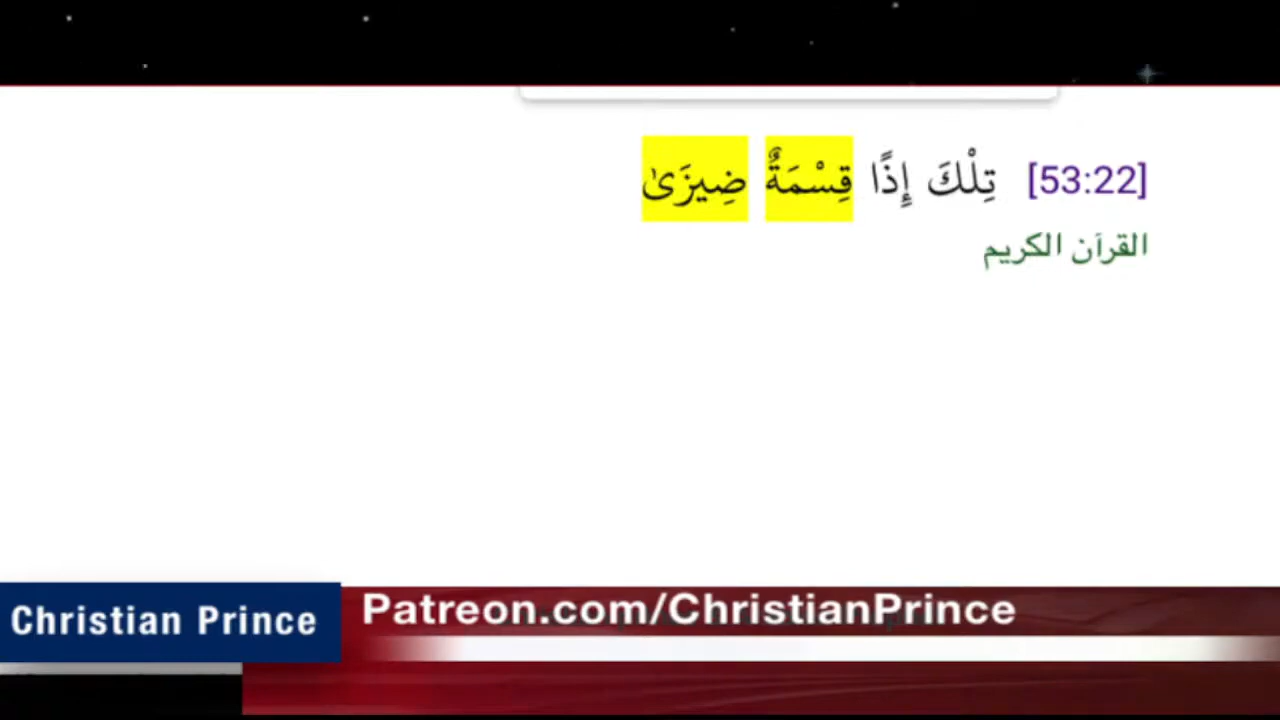 [53:22] تِلْكَ إِذًا قِسْمَةٌ ضِيزَىٰ
القرآن الكريم
Christian Prince
Patreon.com/ChristianPrince